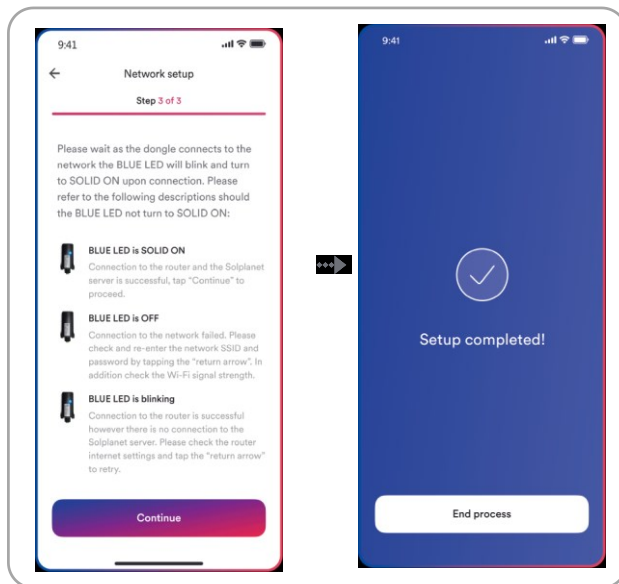 9:41
Network setup
Step 3 of 3
Please wait as the dongle connects to the
network the BLUE LED will blink and turn
to SOLID ON upon connection. Please
refer to the following descriptions should
the BLUE LED not turn to SOLID ON:
BLUE LED is SOLID ON
Connection to the router and the Solplanet
server is successful, tap “Continue” to
proceed.
BLUE LED is OFF
Connection to the network failed. Please
check and re-enter the network SSID and
password by tapping the “return arrow”. In
addition check the Wi-Fi signal strength.
BLUE LED is blinking
Connection to the router is successful
however there is no connection to the
Solplanet server. Please check the router
internet settings and tap the “return arrow”
to retry.
Continue
9:41
Setup completed!
End process